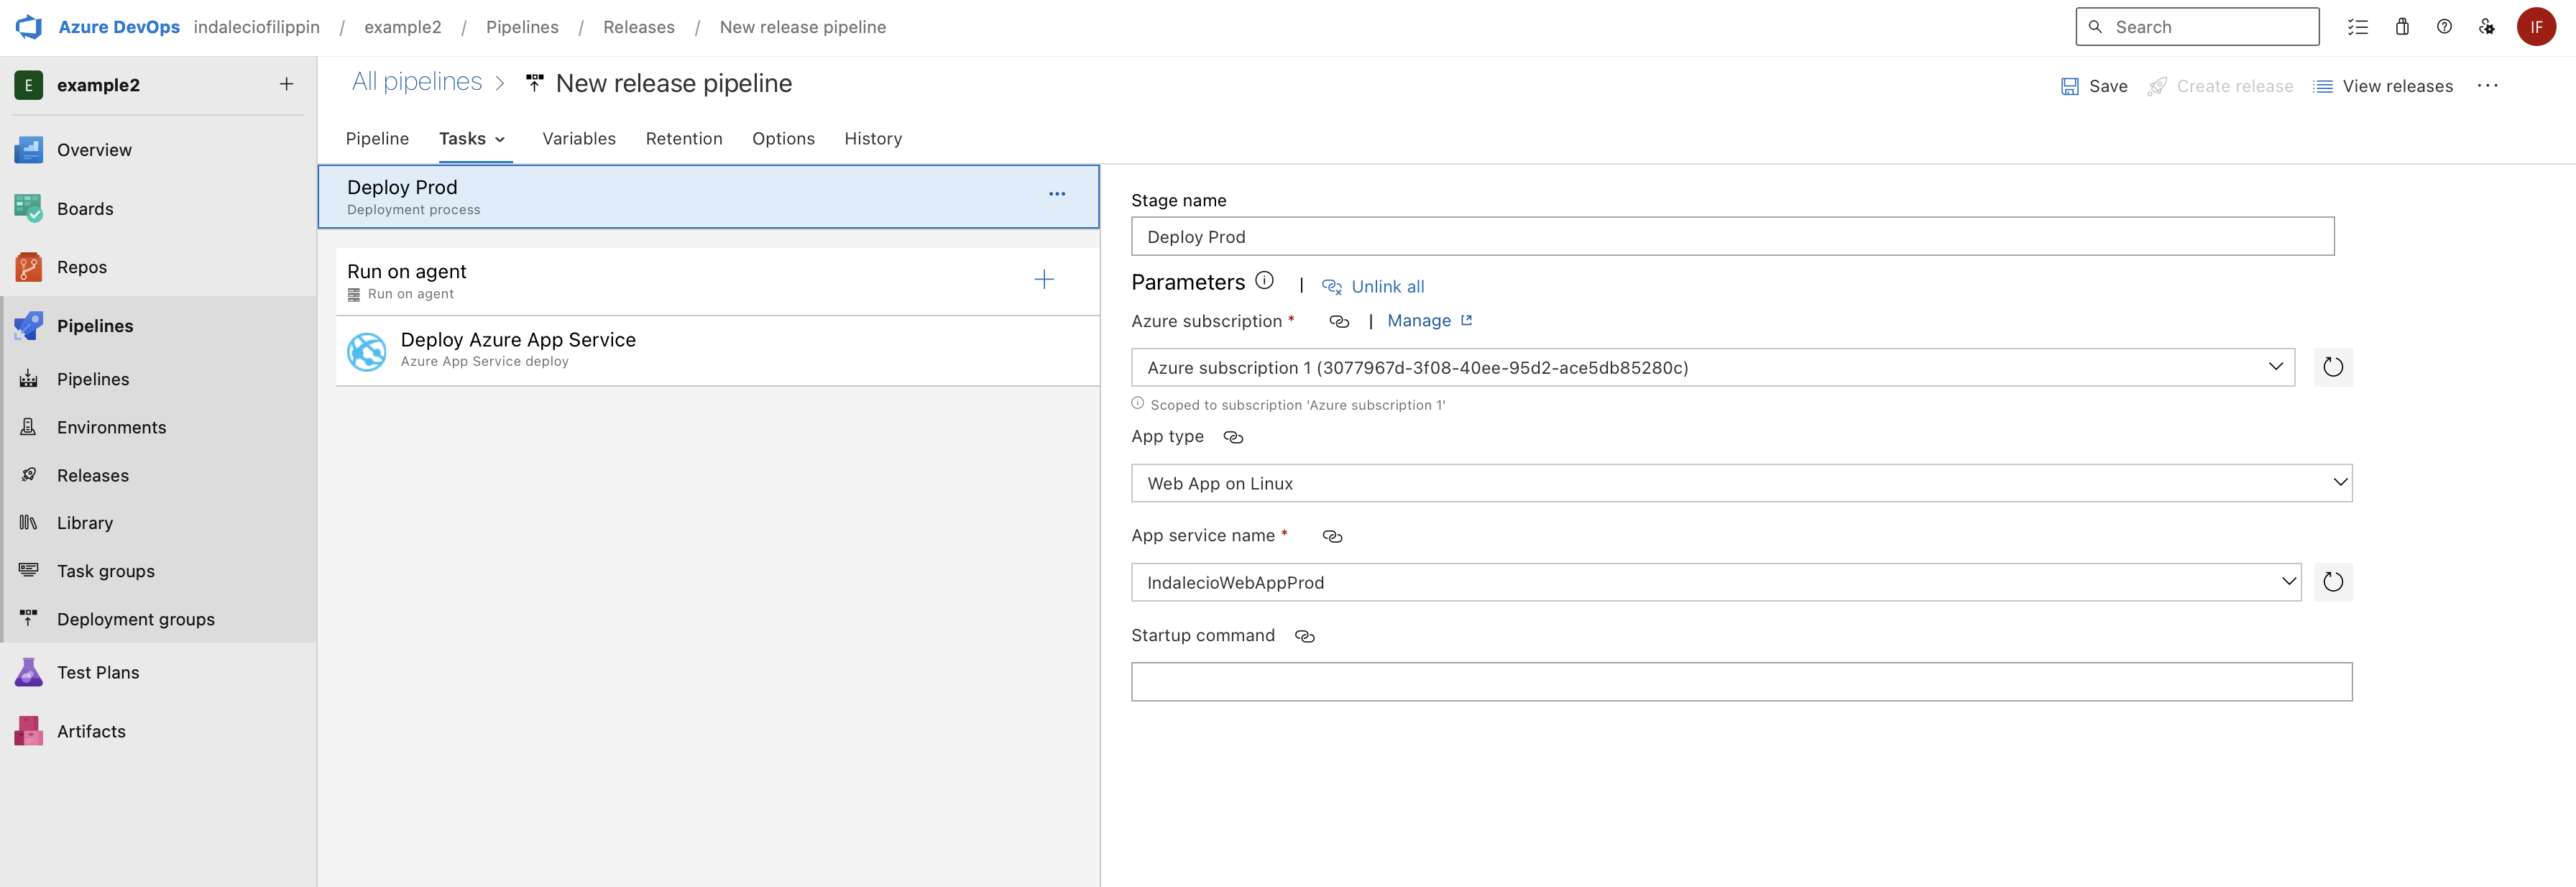 Azure DevOps indaleciofilippin / example2 / Pipelines / Releases / New release pipeline
Search
IF
E example2
Overview
Boards
Repos
Pipelines
Pipelines
Environments
Releases
Library
Task groups
Deployment groups
Test Plans
Artifacts
All pipelines > New release pipeline
Save Create release View releases ...
Pipeline Tasks Variables Retention Options History
Deploy Prod
Deployment process
Run on agent
Run on agent
Deploy Azure App Service
Azure App Service deploy
Stage name
Deploy Prod
Parameters | Unlink all
Azure subscription * | Manage
Azure subscription 1 (3077967d-3f08-40ee-95d2-ace5db85280c)
Scoped to subscription 'Azure subscription 1'
App type
Web App on Linux
App service name *
IndalecioWebAppProd
Startup command